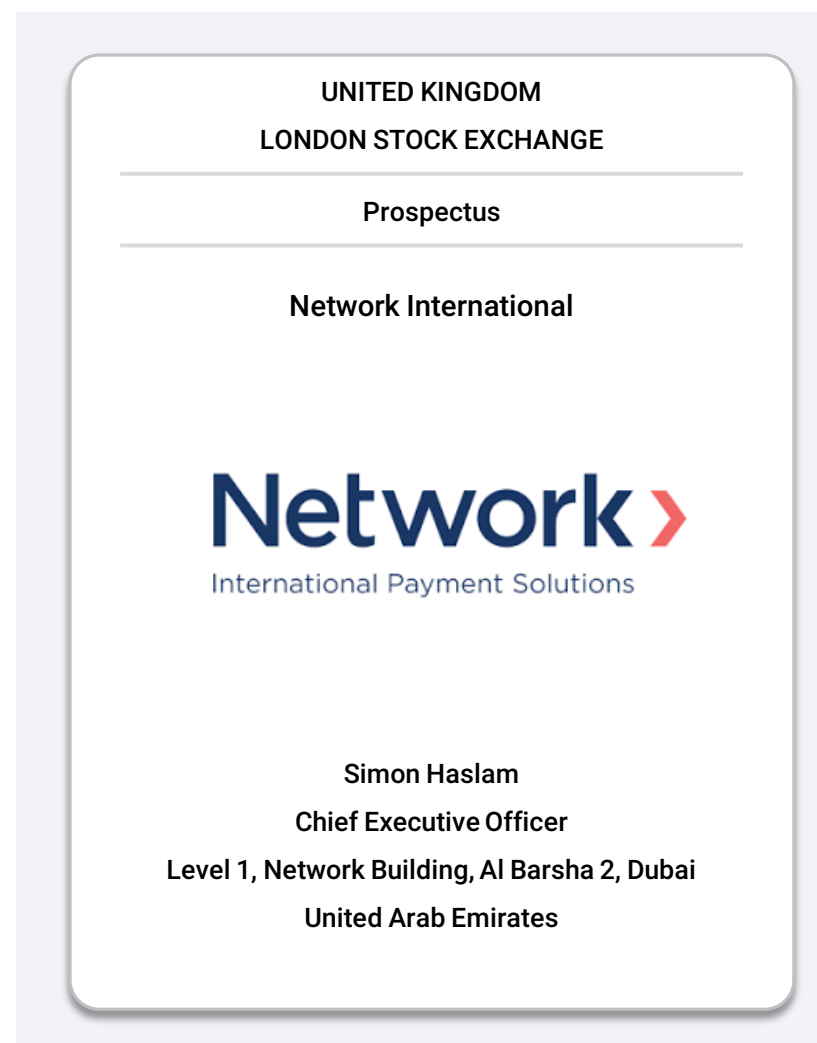 UNITED KINGDOM
LONDON STOCK EXCHANGE
Prospectus
Network International
Network
International Payment Solutions
Simon Haslam
Chief Executive Officer
Level 1, Network Building, Al Barsha 2, Dubai
United Arab Emirates